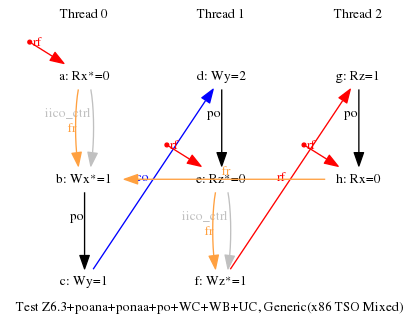 Thread 0 Thread 1 Thread 2
rf
a: Rx*=0 d: Wy=2 g: Rz=1
iico_ctrl po po
fr
rf rf
b: Wx*=1 co e: Rz*=0 fr rf h: Rx=0
po iico_ctrl
fr
c: Wy=1 f: Wz*=1
Test Z6.3+poana+ponaa+po+WC+WB+UC, Generic(x86 TSO Mixed)